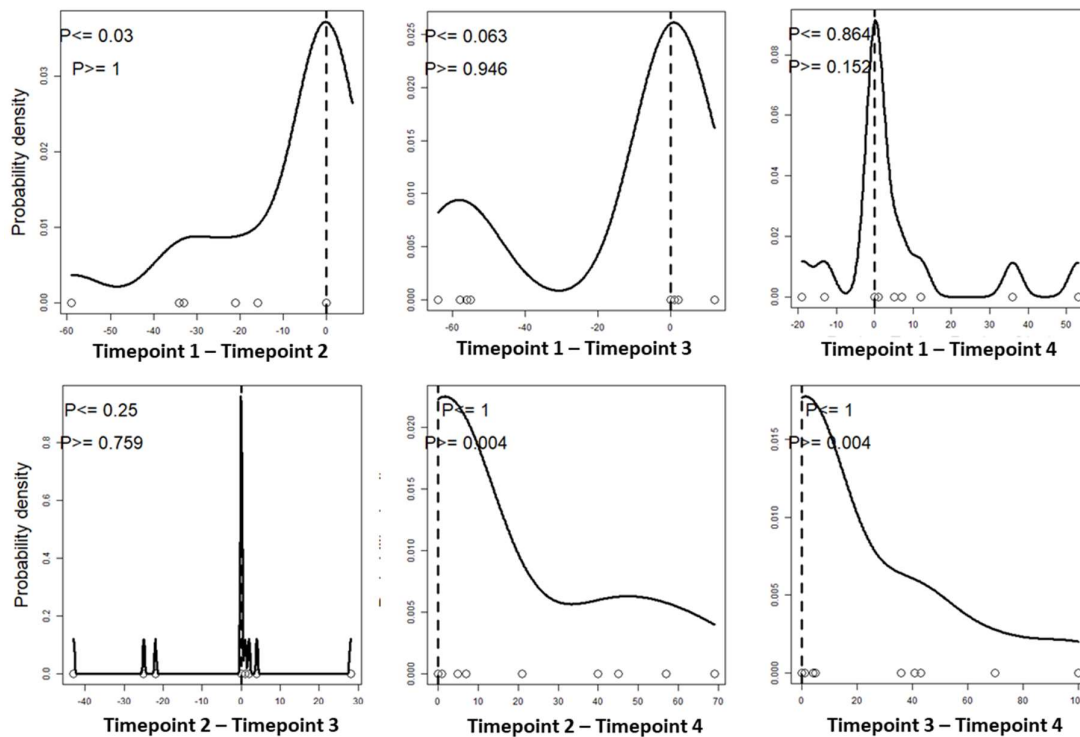 P<= 0.03
P>= 1
Probability density
0.03
0.02
0.01
0.00
-60 -50 -40 -30 -20 -10 0
Timepoint 1 – Timepoint 2
P<= 0.063
P>= 0.946
0.025
0.020
0.015
0.010
0.005
0.000
-60 -40 -20 0
Timepoint 1 – Timepoint 3
P<= 0.864
P>= 0.152
0.08
0.06
0.04
0.02
0.00
-20 -10 0 10 20 30 40 50
Timepoint 1 – Timepoint 4
P<= 0.25
P>= 0.759
Probability density
0.8
0.6
0.4
0.2
0.0
-40 -30 -20 -10 0 10 20 30
Timepoint 2 – Timepoint 3
P<= 1
P>= 0.004
0.020
0.015
0.010
0.005
0.000
0 10 20 30 40 50 60 70
Timepoint 2 – Timepoint 4
P<= 1
P>= 0.004
0.015
0.010
0.005
0.000
0 20 40 60 80
Timepoint 3 – Timepoint 4